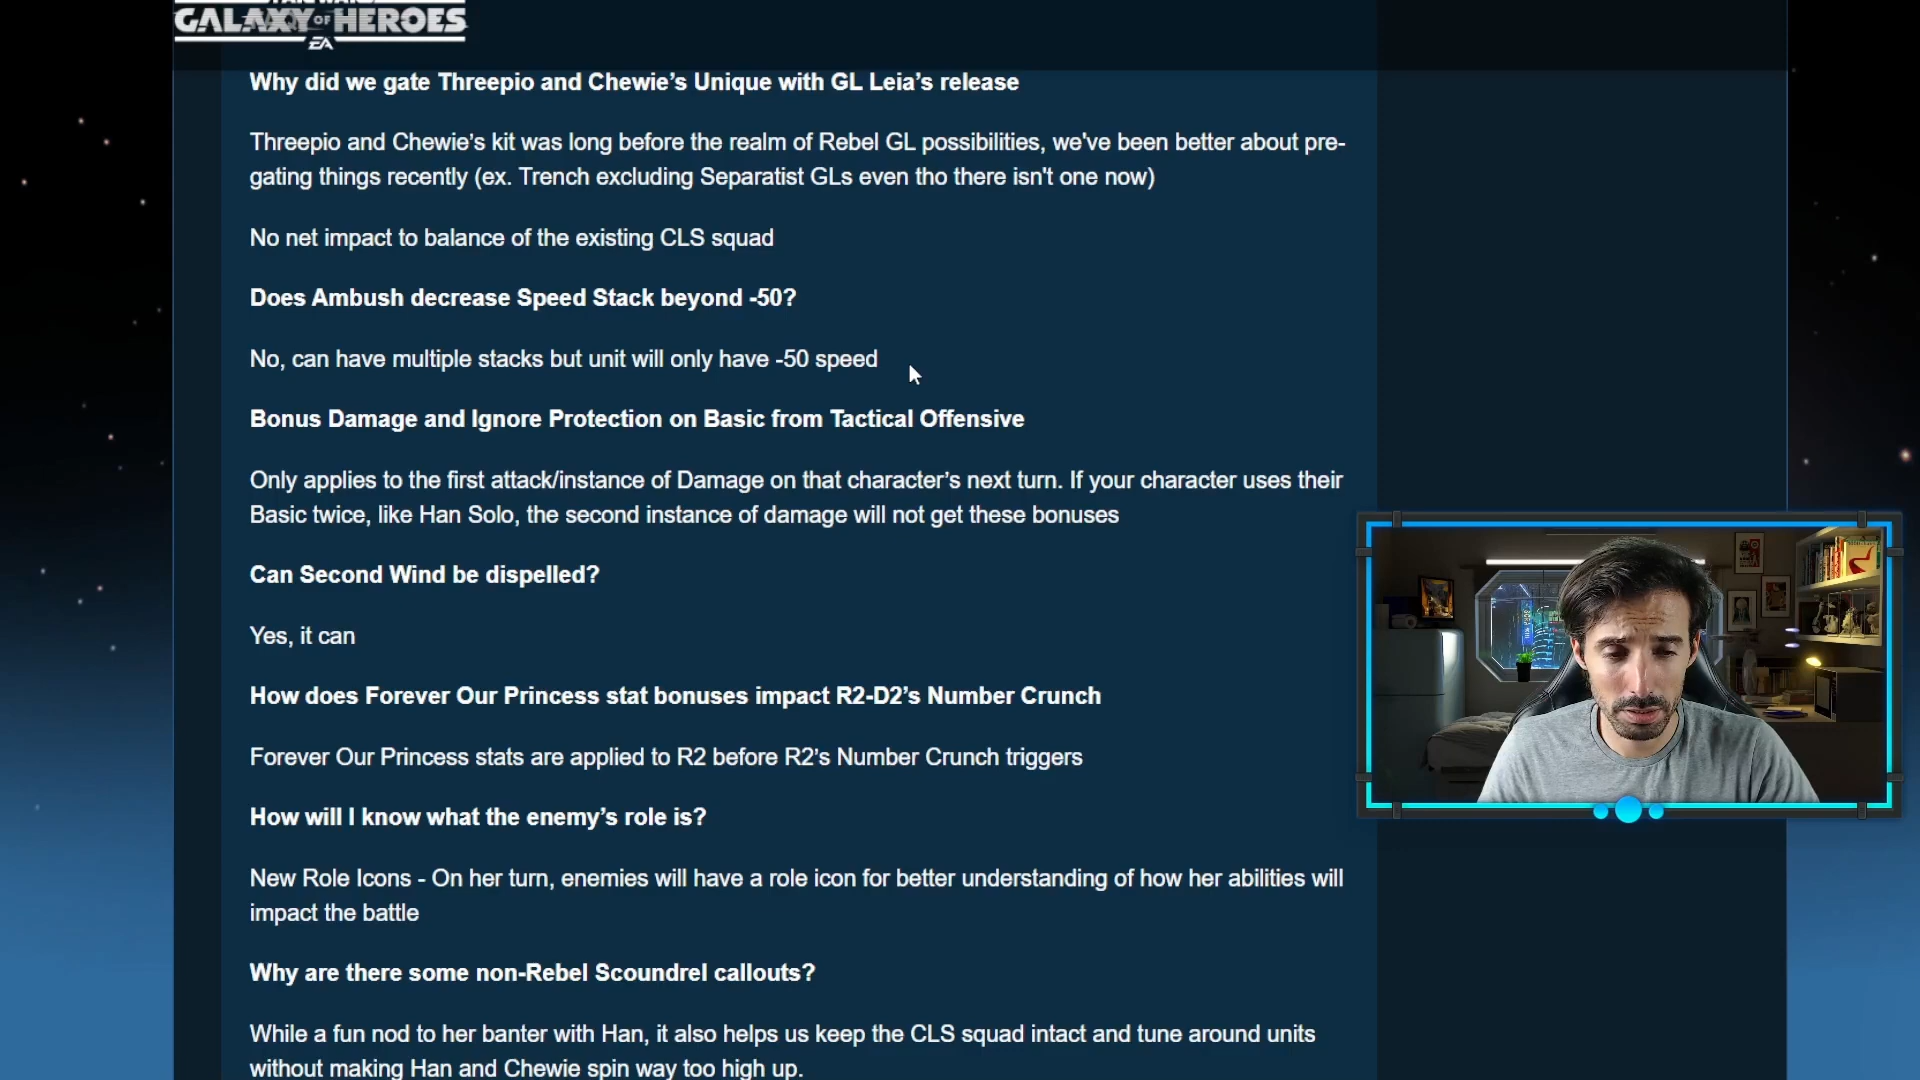 GALAXY OF HEROES
EA
Why did we gate Threepio and Chewie’s Unique with GL Leia’s release
Threepio and Chewie’s kit was long before the realm of Rebel GL possibilities, we've been better about pre-
gating things recently (ex. Trench excluding Separatist GLs even tho there isn't one now)
No net impact to balance of the existing CLS squad
Does Ambush decrease Speed Stack beyond -50?
No, can have multiple stacks but unit will only have -50 speed
Bonus Damage and Ignore Protection on Basic from Tactical Offensive
Only applies to the first attack/instance of Damage on that character’s next turn. If your character uses their
Basic twice, like Han Solo, the second instance of damage will not get these bonuses
Can Second Wind be dispelled?
Yes, it can
How does Forever Our Princess stat bonuses impact R2-D2’s Number Crunch
Forever Our Princess stats are applied to R2 before R2’s Number Crunch triggers
How will I know what the enemy’s role is?
New Role Icons - On her turn, enemies will have a role icon for better understanding of how her abilities will
impact the battle
Why are there some non-Rebel Scoundrel callouts?
While a fun nod to her banter with Han, it also helps us keep the CLS squad intact and tune around units
without making Han and Chewie spin way too high up.